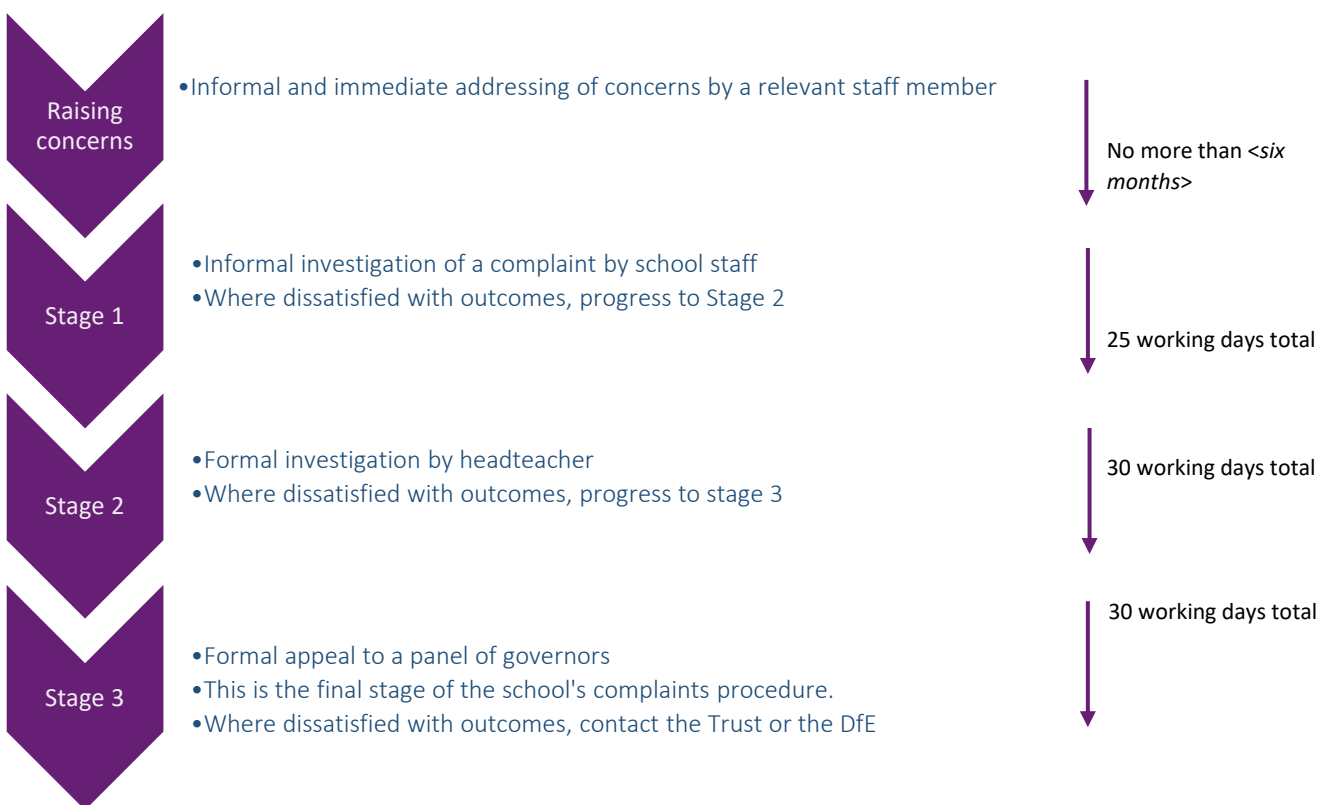 Raising
concerns
•Informal and immediate addressing of concerns by a relevant staff member
No more than <six
months>
Stage 1
•Informal investigation of a complaint by school staff
•Where dissatisfied with outcomes, progress to Stage 2
25 working days total
Stage 2
•Formal investigation by headteacher
•Where dissatisfied with outcomes, progress to stage 3
30 working days total
Stage 3
•Formal appeal to a panel of governors
•This is the final stage of the school's complaints procedure.
•Where dissatisfied with outcomes, contact the Trust or the DfE
30 working days total